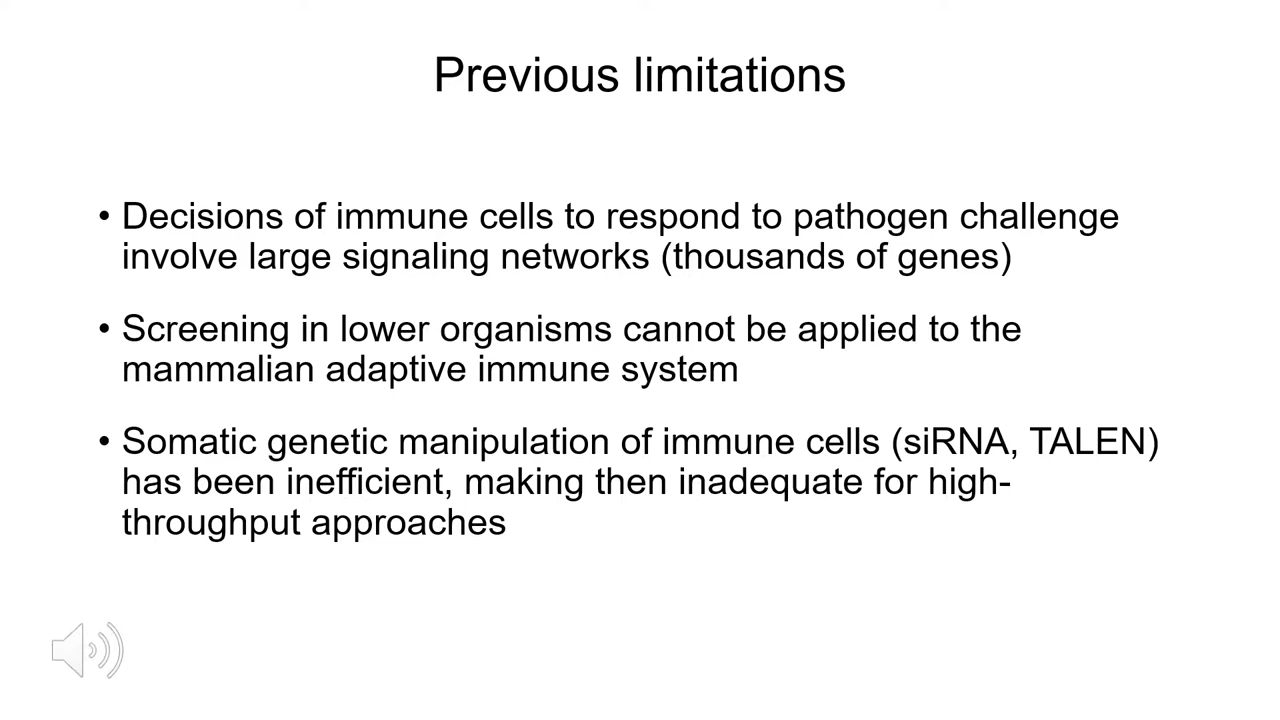 Previous limitations
• Decisions of immune cells to respond to pathogen challenge
involve large signaling networks (thousands of genes)
• Screening in lower organisms cannot be applied to the
mammalian adaptive immune system
• Somatic genetic manipulation of immune cells (siRNA, TALEN)
has been inefficient, making then inadequate for high-
throughput approaches